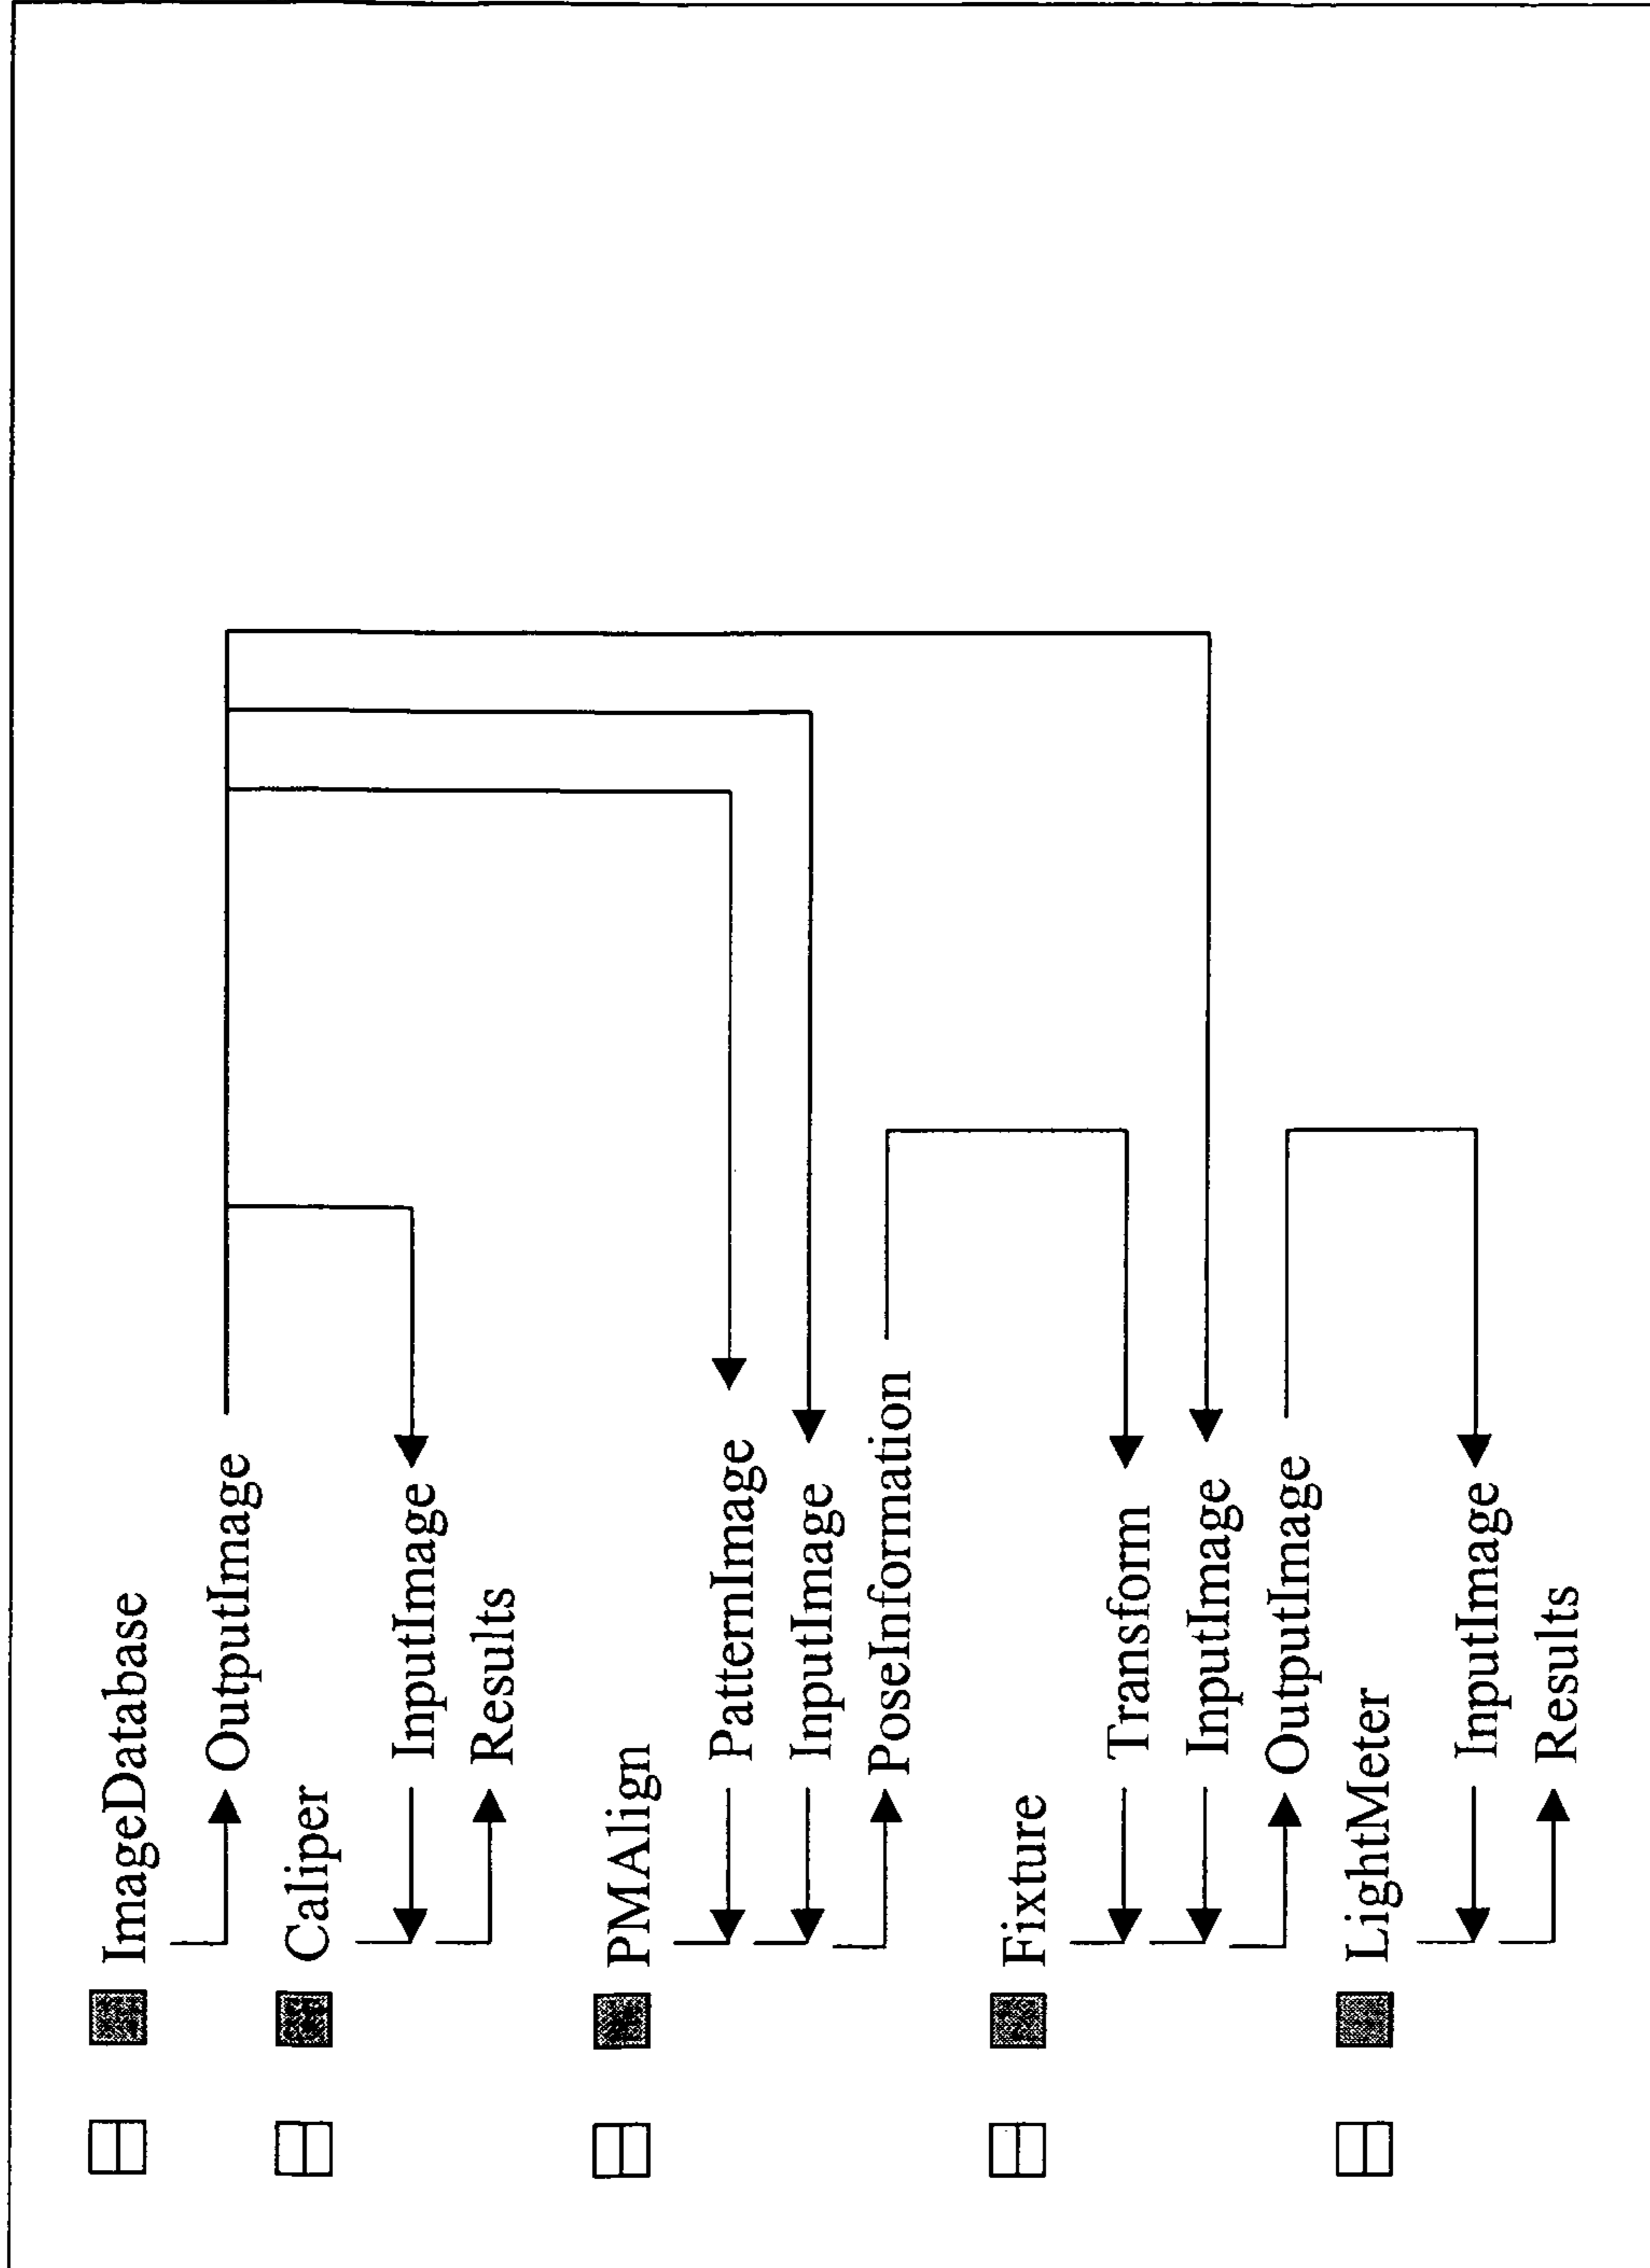 ImageDatabase
OutputImage
Caliper
InputImage
Results
PMAlign
PatternImage
InputImage
PoseInformation
Fixture
Transform
InputImage
OutputImage
LightMeter
InputImage
Results